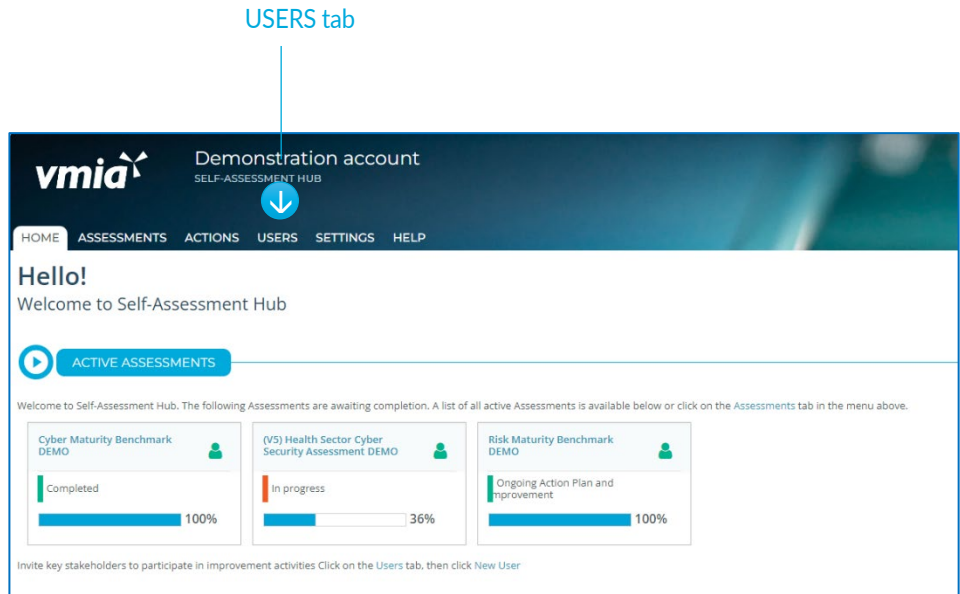 USERS tab
vmia
Demonstration account
SELF-ASSESSMENT HUB
HOME ASSESSMENTS ACTIONS USERS SETTINGS HELP
Hello!
Welcome to Self-Assessment Hub
ACTIVE ASSESSMENTS
Welcome to Self-Assessment Hub. The following Assessments are awaiting completion. A list of all active Assessments is available below or click on the Assessments tab in the menu above.
Cyber Maturity Benchmark
DEMO
Completed
100%
(V5) Health Sector Cyber
Security Assessment DEMO
In progress
36%
Risk Maturity Benchmark
DEMO
Ongoing Action Plan and
mprovement
100%
Invite key stakeholders to participate in improvement activities Click on the Users tab, then click New User